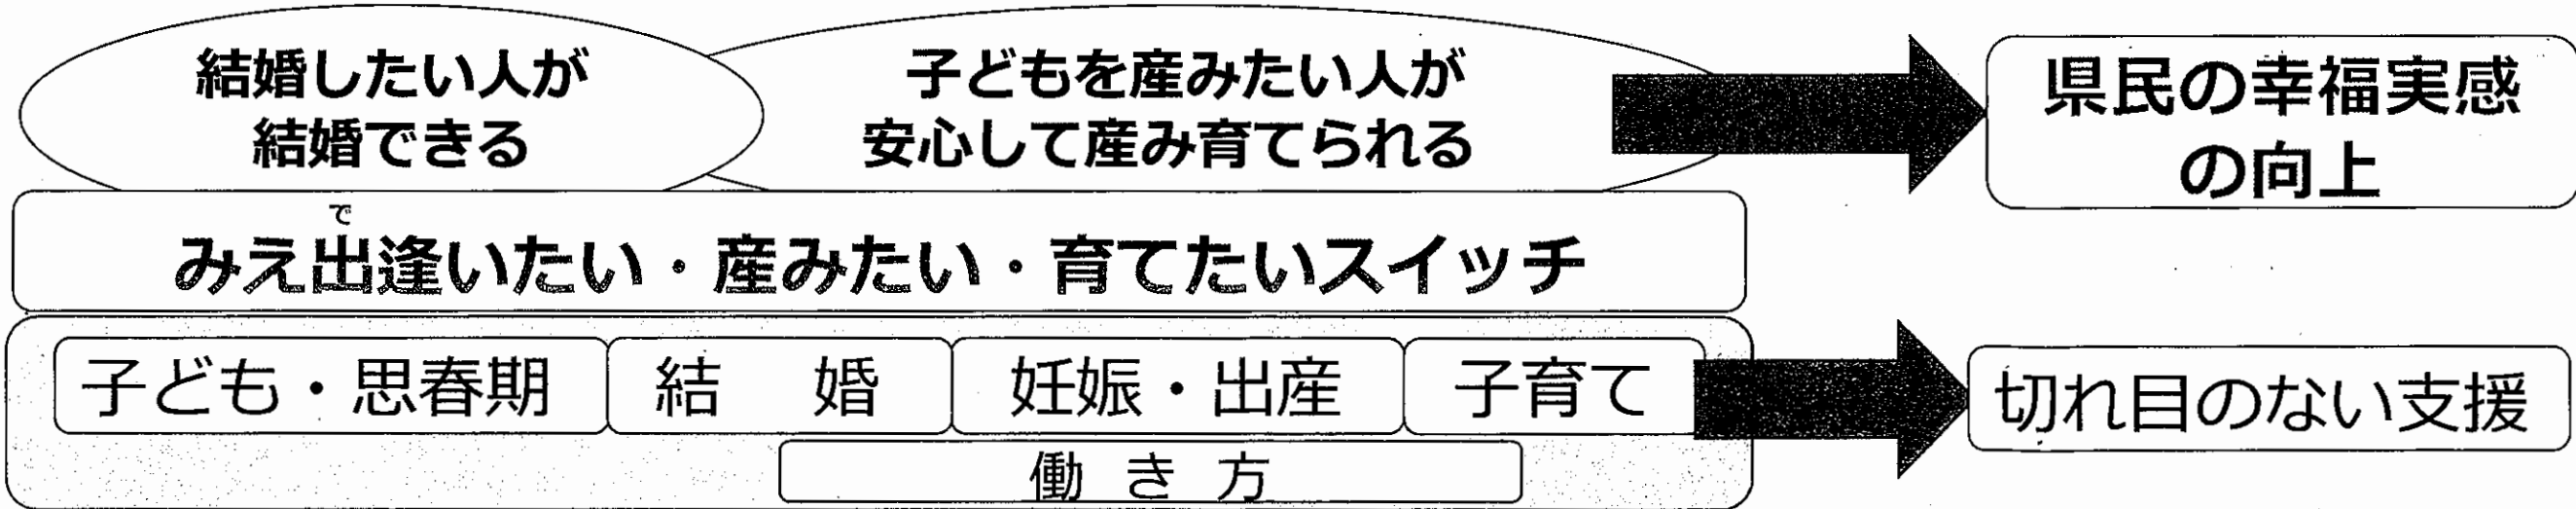 結婚したい人が
結婚できる
子どもを産みたい人が
安心して産み育てられる
県民の幸福実感
の向上
で
みえ出逢いたい・産みたい・育てたいスイッチ
子ども・思春期
結　婚
妊娠・出産
子育て
切れ目のない支援
働き方